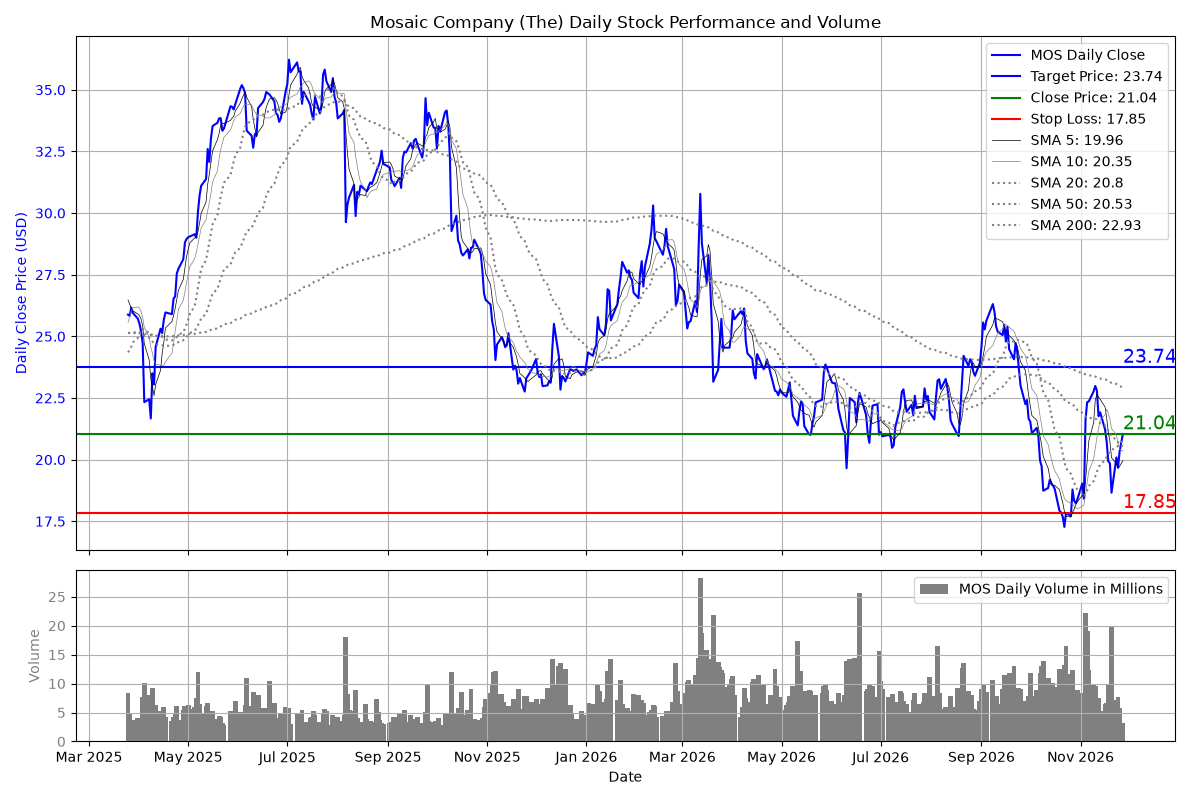 Mosaic Company (The) Daily Stock Performance and Volume
Daily Close Price (USD)
35.0
32.5
30.0
27.5
25.0
22.5
20.0
17.5
MOS Daily Close
Target Price: 23.74
Close Price: 21.04
Stop Loss: 17.85
SMA 5: 19.96
SMA 10: 20.35
SMA 20: 20.8
SMA 50: 20.53
SMA 200: 22.93
23.74
21.04
17.85
Volume
25
20
15
10
5
0
MOS Daily Volume in Millions
Mar 2025
May 2025
Jul 2025
Sep 2025
Nov 2025
Jan 2026
Mar 2026
May 2026
Jul 2026
Sep 2026
Nov 2026
Date